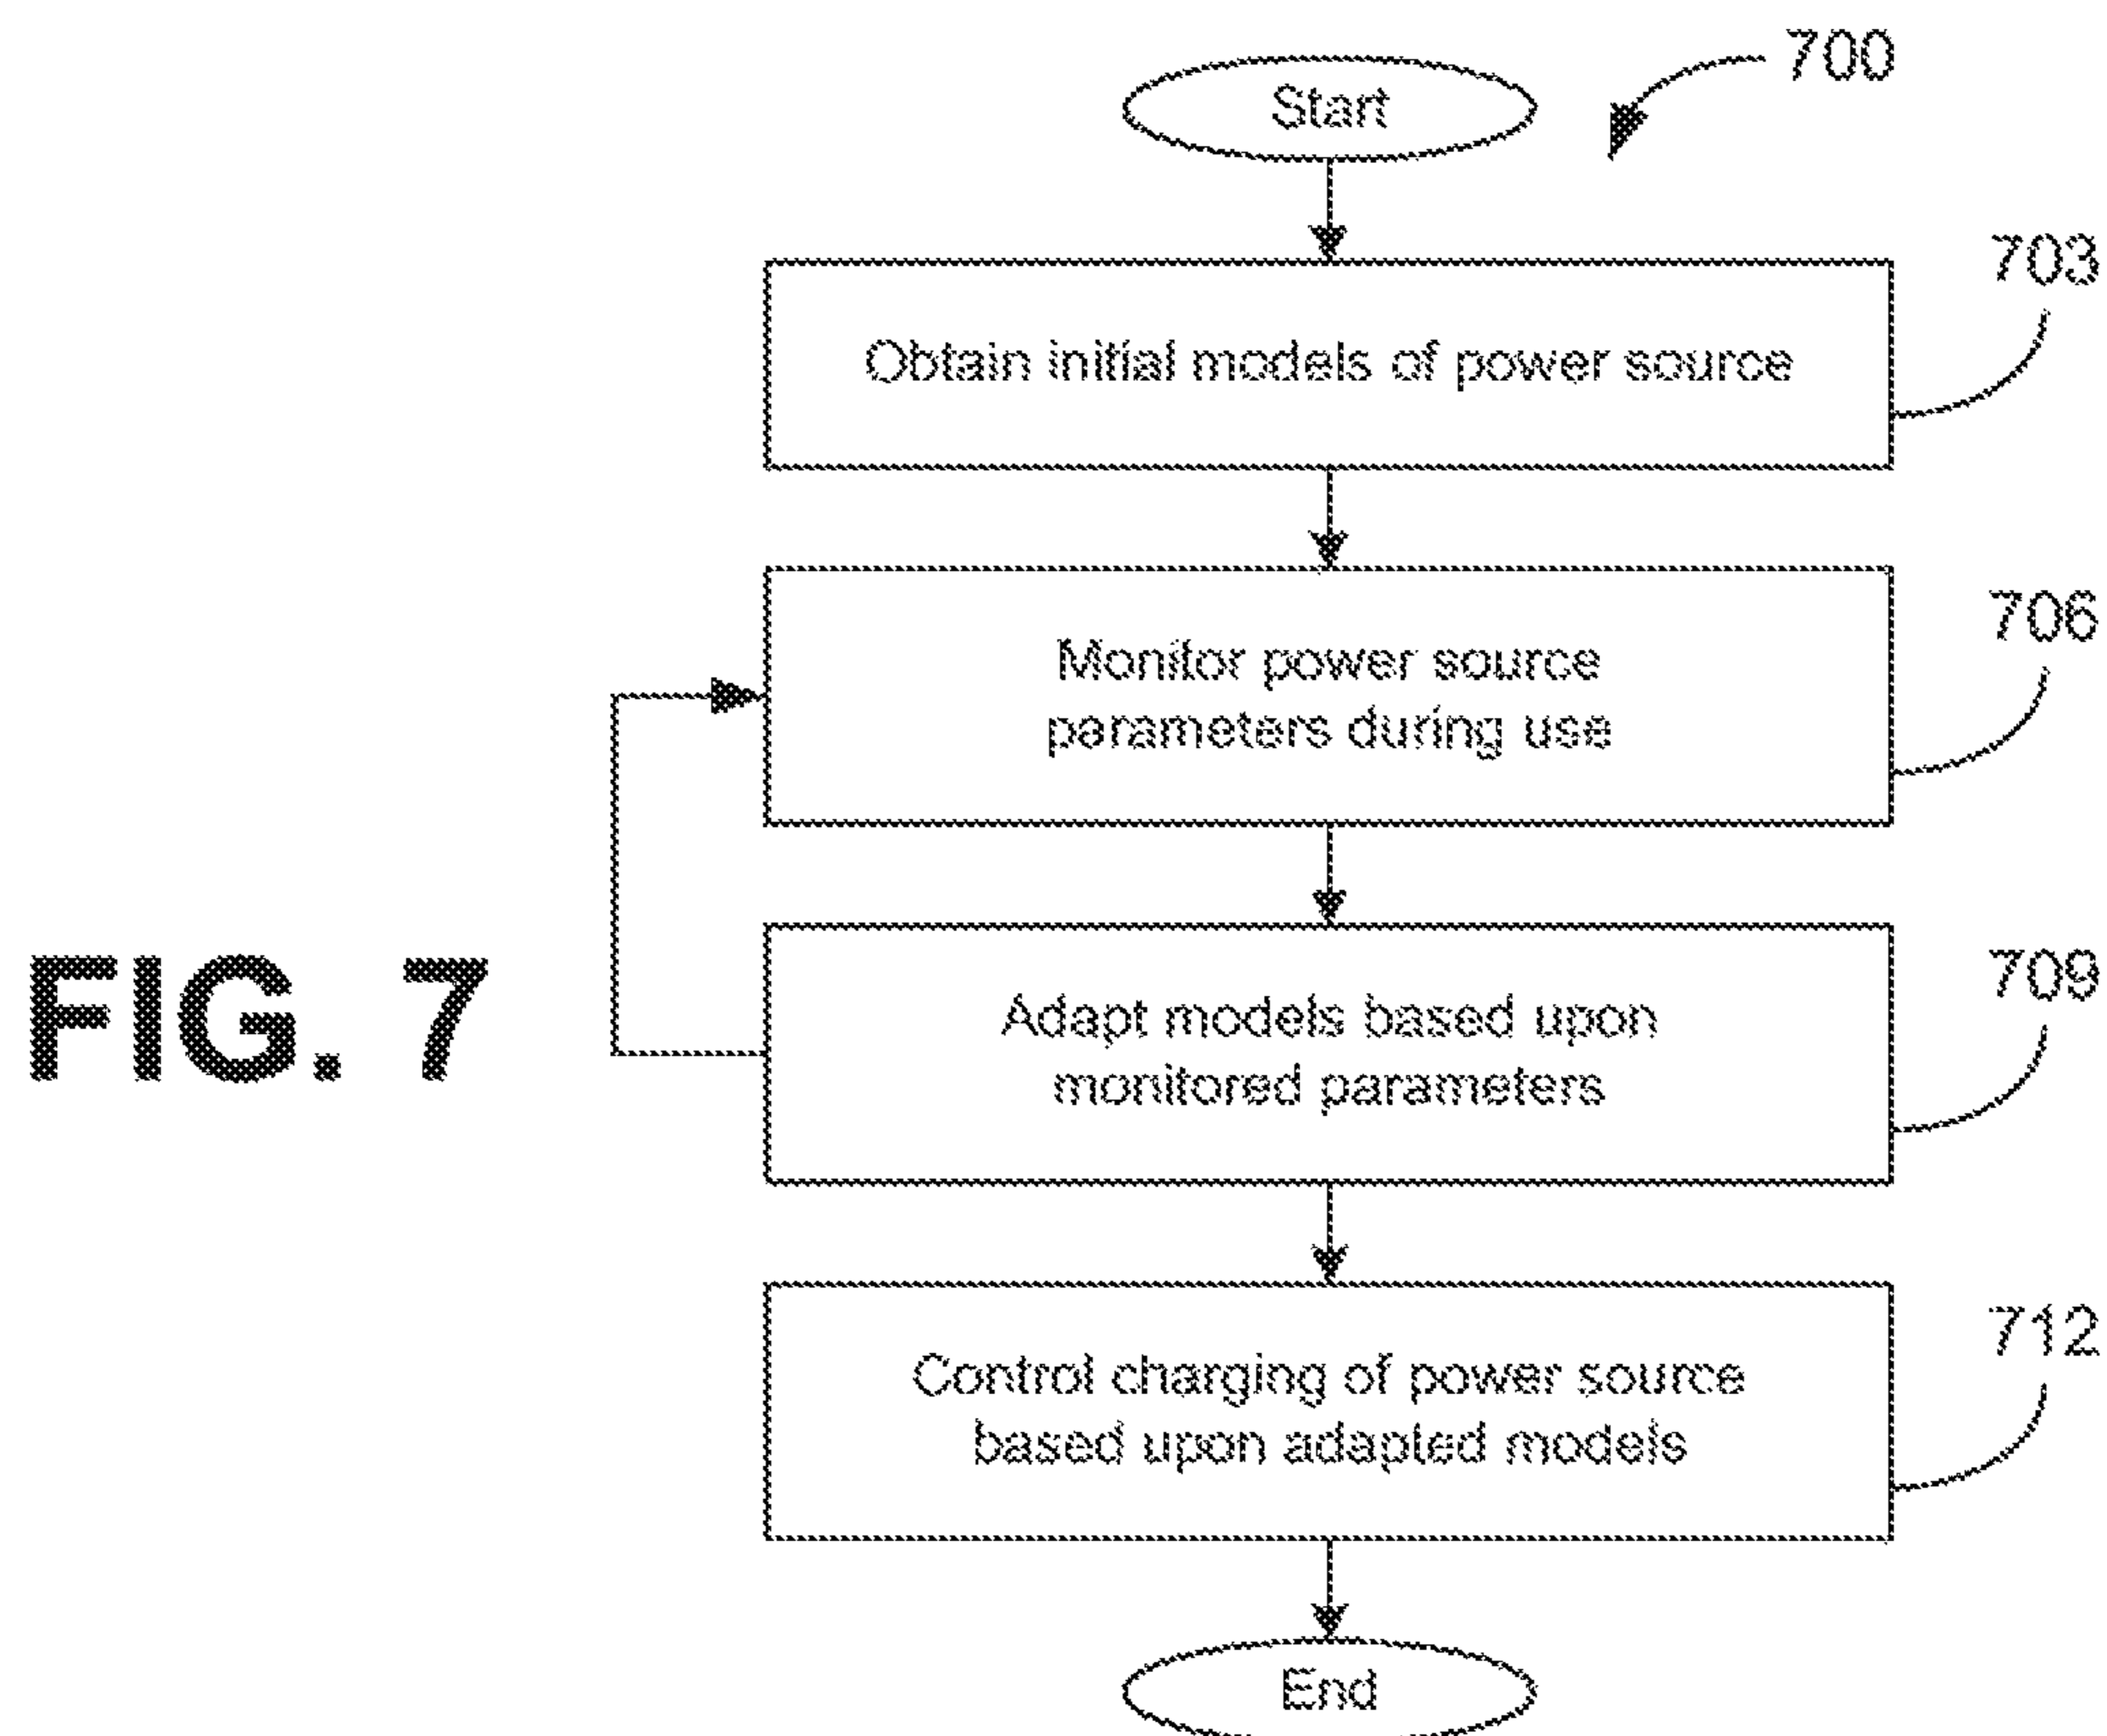 700
Start
703
Obtain initial models of power source
706
Monitor power source
parameters during use
709
Adapt models based upon
monitored parameters
FIG. 7
712
Control charging of power source
based upon adapted models
End